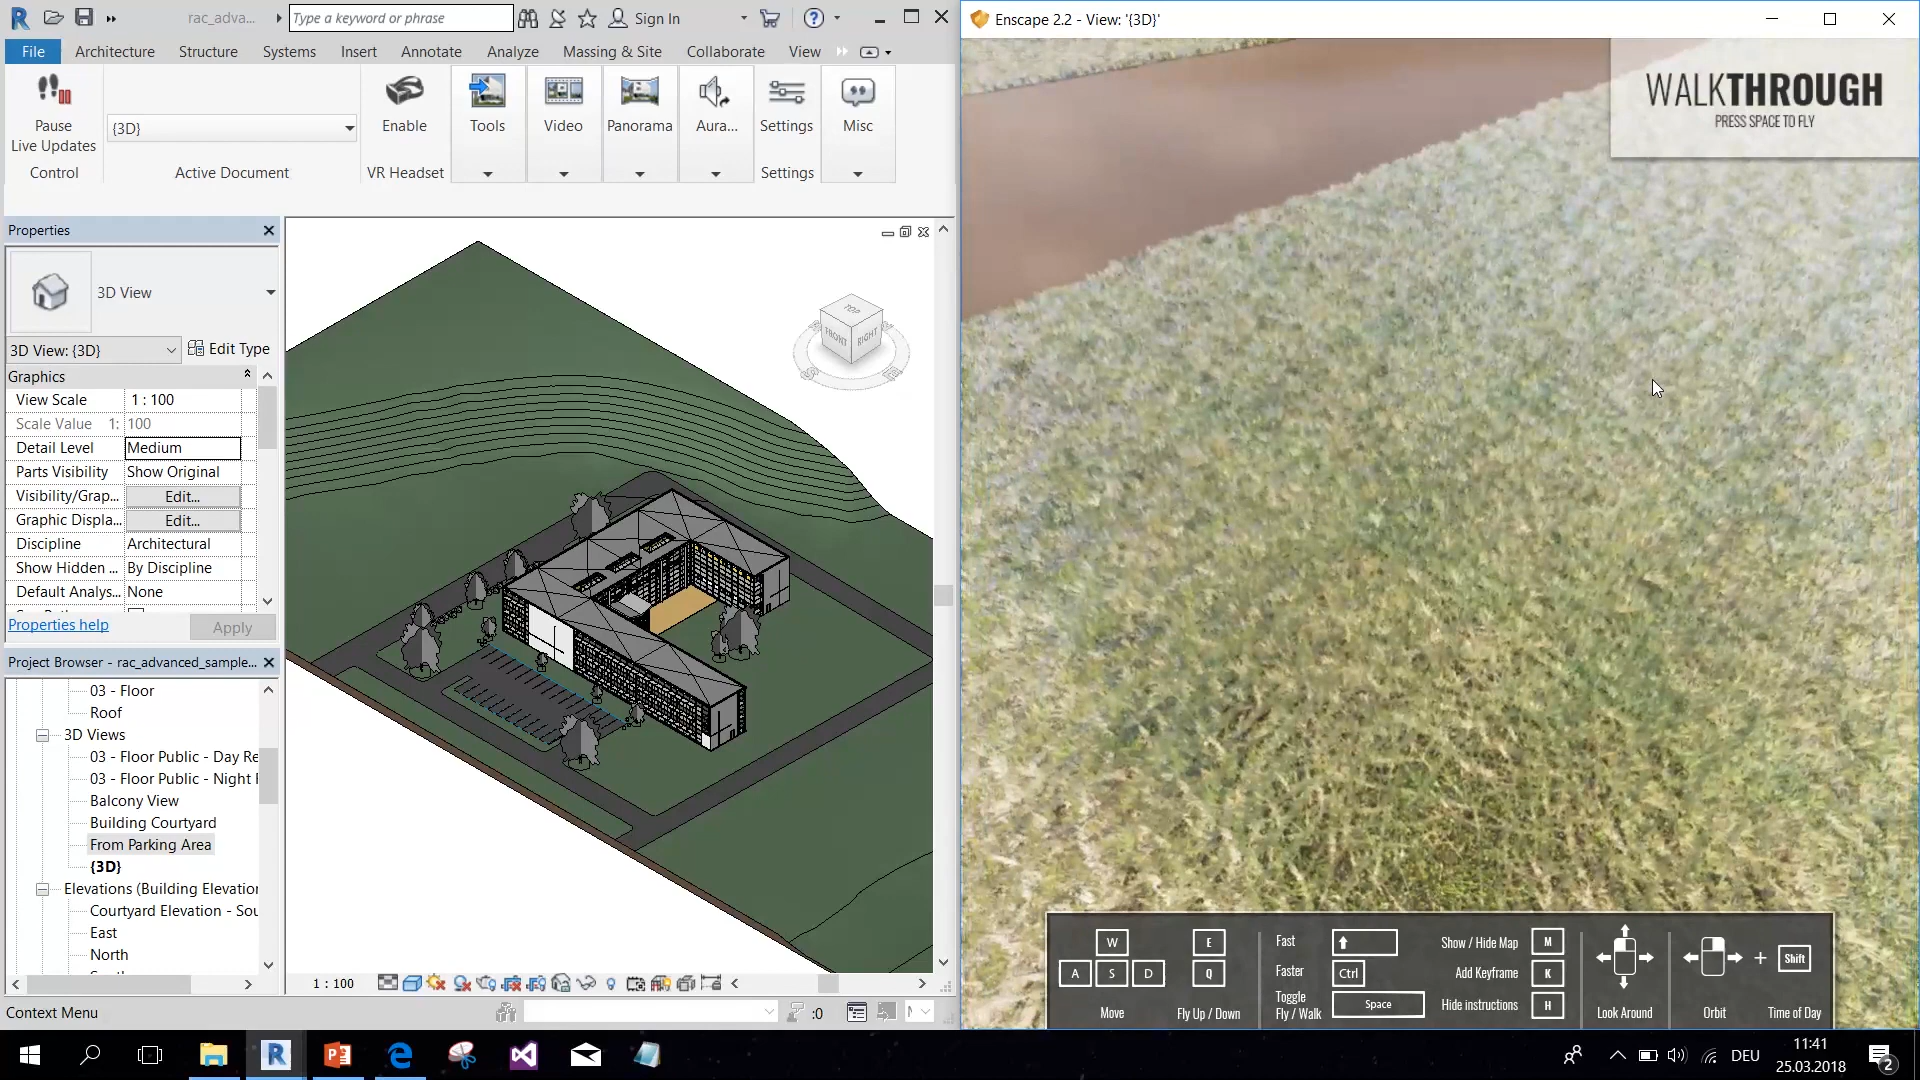 rac_adva...
Type a keyword or phrase
Sign In
File
Architecture
Structure
Systems
Insert
Annotate
Analyze
Massing & Site
Collaborate
View
Pause
Live Updates
{3D}
Enable
Tools
Video
Panorama
Aura...
Settings
Misc
Control
Active Document
VR Headset
Settings
Properties
3D View
3D View: {3D}
Edit Type
Graphics
View Scale
1 : 100
Scale Value 1:
100
Detail Level
Medium
Parts Visibility
Show Original
Visibility/Grap...
Edit...
Graphic Displa...
Edit...
Discipline
Architectural
Show Hidden ...
By Discipline
Default Analys...
None
Properties help
Apply
Project Browser - rac_advanced_sample...
03 - Floor
Roof
3D Views
03 - Floor Public - Day Re
03 - Floor Public - Night
Balcony View
Building Courtyard
From Parking Area
{3D}
Elevations (Building Elevation
Courtyard Elevation - Sou
East
North
TOP
FRONT
RIGHT
1 : 100
Context Menu
:0
Enscape 2.2 - View: '{3D}'
WALKTHROUGH
PRESS SPACE TO FLY
W
A S D
Move
E
Q
Fly Up / Down
Fast
Faster
Ctrl
Toggle
Fly / Walk
Space
Show / Hide Map
M
Add Keyframe
K
Hide instructions
H
Look Around
Orbit
+
Shift
Time of Day
DEU
11:41
25.03.2018
2